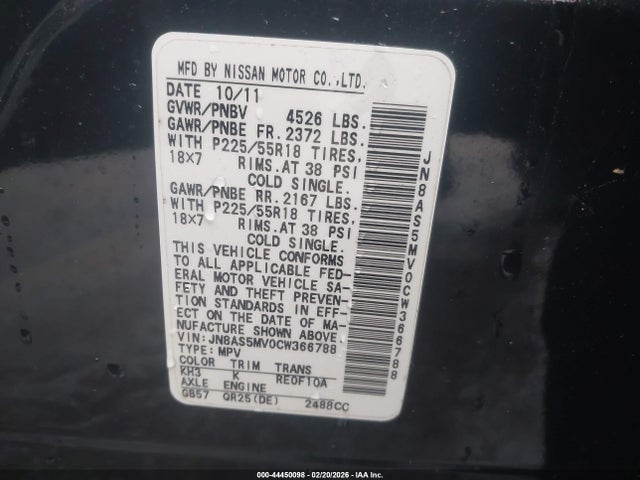 MFD BY NISSAN MOTOR CO.,LTD.
DATE 10/11
GVWR/PNBV 4526 LBS.
GAWR/PNBE FR. 2372 LBS.
WITH P225/55R18 TIRES,
18X7 RIMS.AT 38 PSI
COLD SINGLE.
GAWR/PNBE RR. 2167 LBS.
WITH P225/55R18 TIRES,
18X7 RIMS.AT 38 PSI
COLD SINGLE.
THIS VEHICLE CONFORMS
TO ALL APPLICABLE FED-
ERAL MOTOR VEHICLE SA-
FETY AND THEFT PREVEN-
TION STANDARDS IN EFF-
ECT ON THE DATE OF MA-
NUFACTURE SHOWN ABOVE.
VIN: JN8AS5MV0CW366788
TYPE: MPV
COLOR TRIM TRANS
KH3 K RE0F10A
AXLE ENGINE
GB57 QR25(DE) 2488CC
JN8AS5MV0CW366788
000-44450098 - 02/20/2026 - IAA Inc.